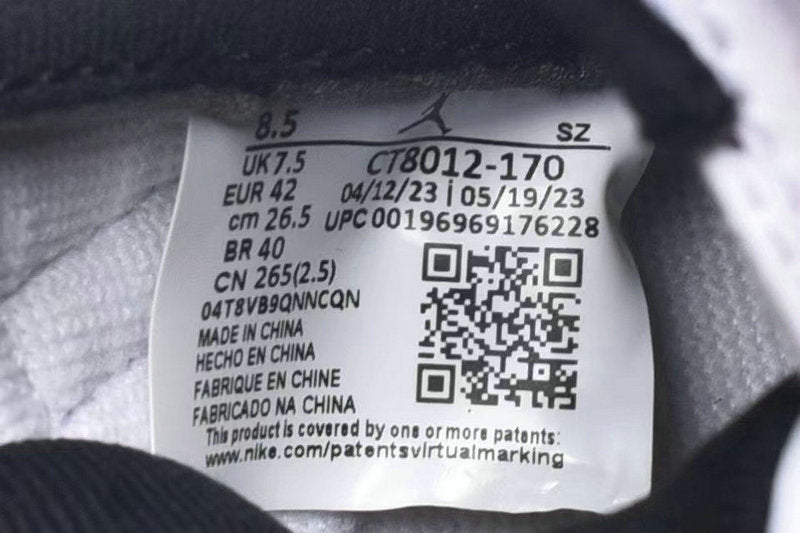 8.5 SZ
UK 7.5 CT8012-170
EUR 42 04/12/23 | 05/19/23
cm 26.5 UPC 00196969176228
BR 40
CN 265(2.5)
04T8VB9QNNCQN
MADE IN CHINA
HECHO EN CHINA
FABRIQUE EN CHINE
FABRICADO NA CHINA
This product is covered by one or more patents:
www.nike.com/patentsvirtualmarking